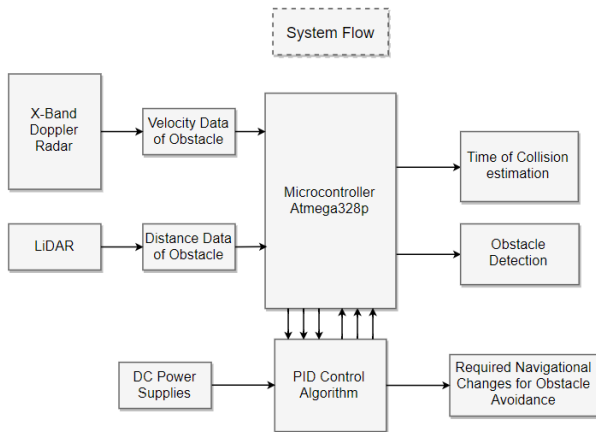 System Flow
X-Band
Doppler
Radar
Velocity Data
of Obstacle
Microcontroller
Atmega328p
Time of Collision
estimation
LiDAR
Distance Data
of Obstacle
Obstacle
Detection
DC Power
Supplies
PID Control
Algorithm
Required Navigational
Changes for Obstacle
Avoidance